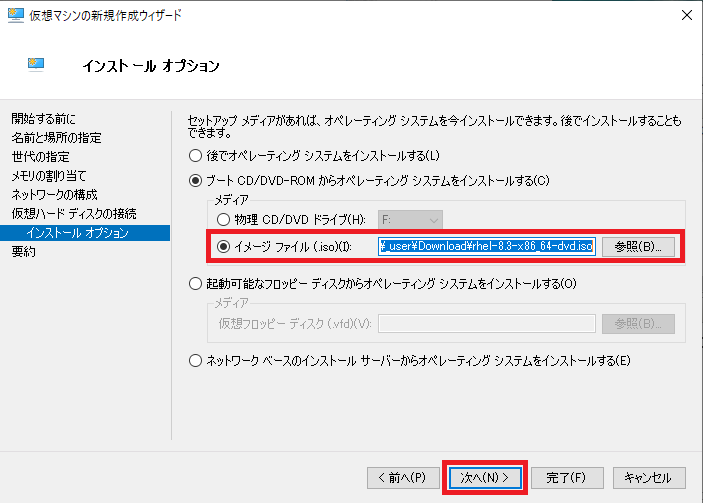 仮想マシンの新規作成ウィザード
インストール オプション
開始する前に
名前と場所の指定
世代の指定
メモリの割り当て
ネットワークの構成
仮想ハード ディスクの接続
インストール オプション
要約
セットアップ メディアがあれば、オペレーティング システムを今インストールできます。後でインストールすることも
できます。
後でオペレーティング システムをインストールする(L)
ブート CD/DVD-ROM からオペレーティング システムをインストールする(C)
メディア
物理 CD/DVD ドライブ(H): F:
イメージ ファイル (.iso)(I): ¥ user¥Download¥rhel-8.3-x86_64-dvd.iso 参照(B)...
起動可能なフロッピー ディスクからオペレーティング システムをインストールする(O)
メディア
仮想フロッピー ディスク (.vfd)(V): 参照(B)...
ネットワーク ベースのインストール サーバーからオペレーティング システムをインストールする(E)
< 前へ(P) 次へ(N) > 完了(F) キャンセル